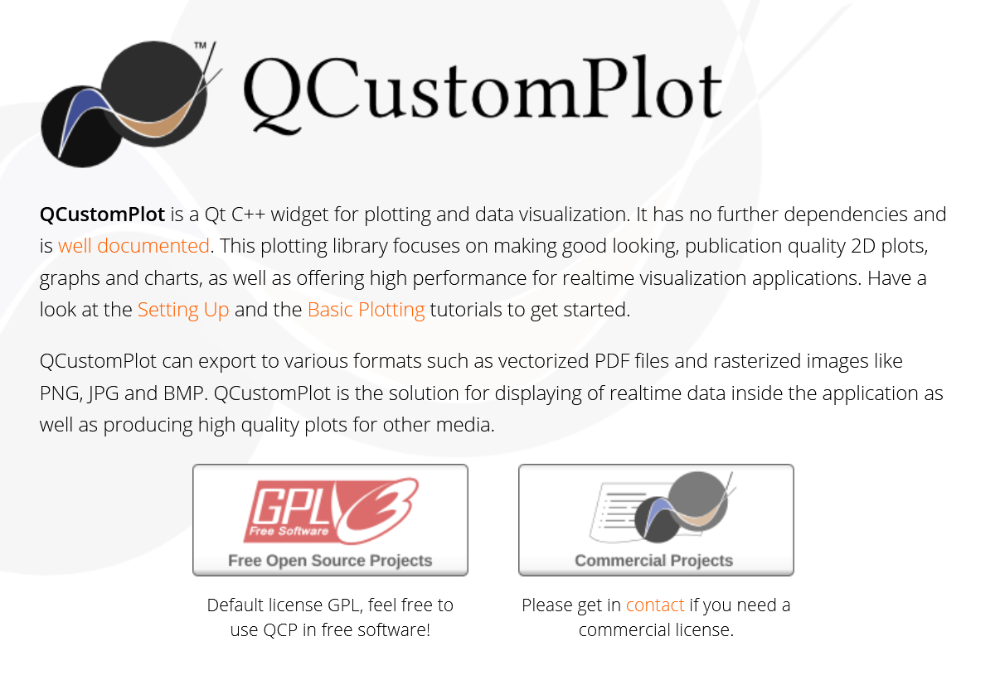 TM
QCustomPlot
QCustomPlot is a Qt C++ widget for plotting and data visualization. It has no further dependencies and
is well documented. This plotting library focuses on making good looking, publication quality 2D plots,
graphs and charts, as well as offering high performance for realtime visualization applications. Have a
look at the Setting Up and the Basic Plotting tutorials to get started.
QCustomPlot can export to various formats such as vectorized PDF files and rasterized images like
PNG, JPG and BMP. QCustomPlot is the solution for displaying of realtime data inside the application as
well as producing high quality plots for other media.
GPL 3
Free Software
Free Open Source Projects
Default license GPL, feel free to
use QCP in free software!
Commercial Projects
Please get in contact if you need a
commercial license.